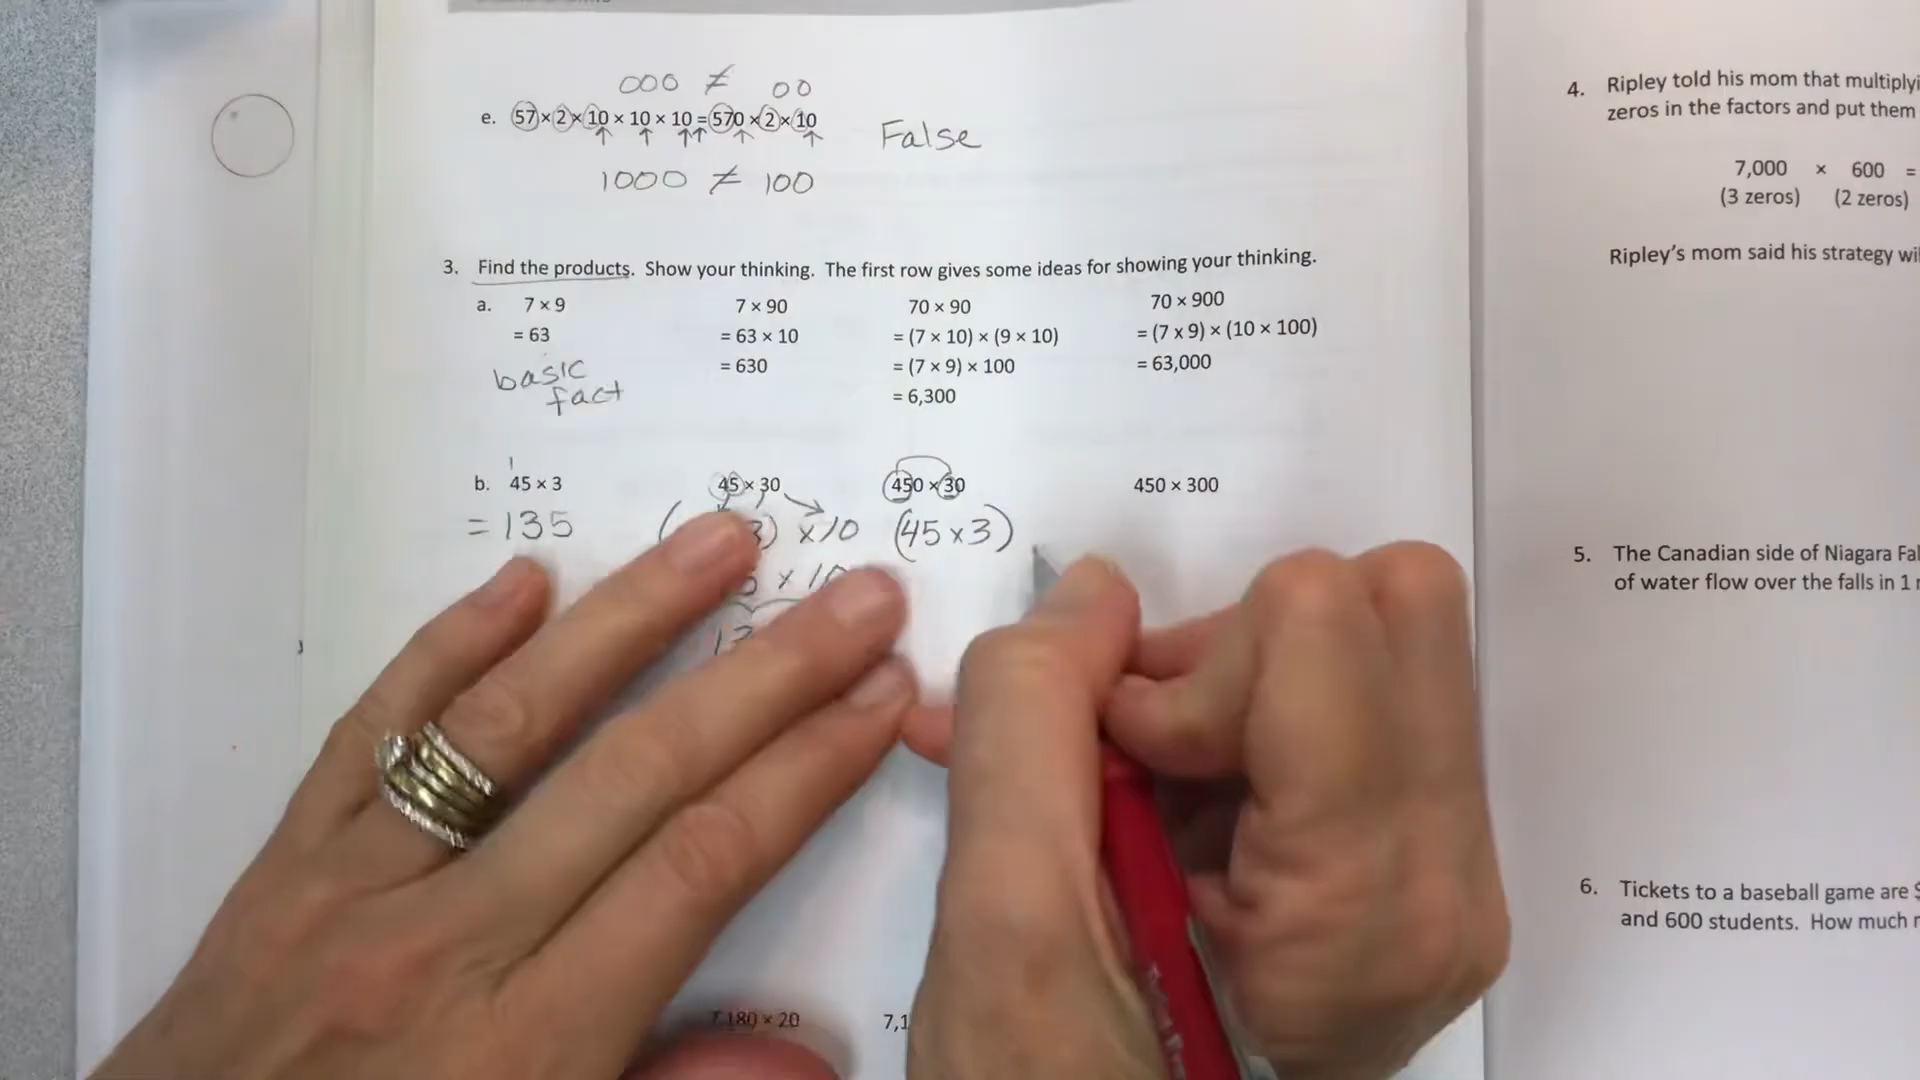 000 ≠ 00
e. 57 × 2 × 10 × 10 × 10 = 570 × 2 × 10 False
1000 ≠ 100
3. Find the products. Show your thinking. The first row gives some ideas for showing your thinking.
a. 7 × 9 7 × 90 70 × 90 70 × 900
= 63 = 63 × 10 = (7 × 10) × (9 × 10) = (7 x 9) × (10 × 100)
basic = 630 = (7 × 9) × 100 = 63,000
fact = 6,300
b. 45 × 3 45 × 30 450 × 30 450 × 300
1
= 135 ( 3) ×10 (45 × 3)
× 10
7,180 × 20
4. Ripley told his mom that
zeros in the factors and put them
7,000 × 600 =
(3 zeros) (2 zeros)
Ripley's mom said his strategy
5. The Canadian side of Niagara
of water flow over the falls in 1
6. Tickets to a baseball game are
and 600 students. How much